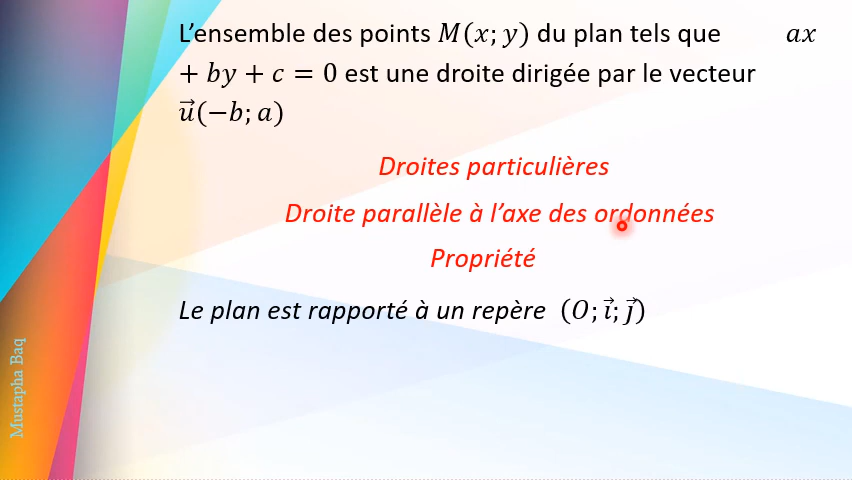 L'ensemble des points M(x; y) du plan tels que ax
+ by + c = 0 est une droite dirigée par le vecteur
u⃗(−b; a)
Droites particulières
Droite parallèle à l'axe des ordonnées
Propriété
Le plan est rapporté à un repère (O; i⃗; j⃗)
Mustapha Baq